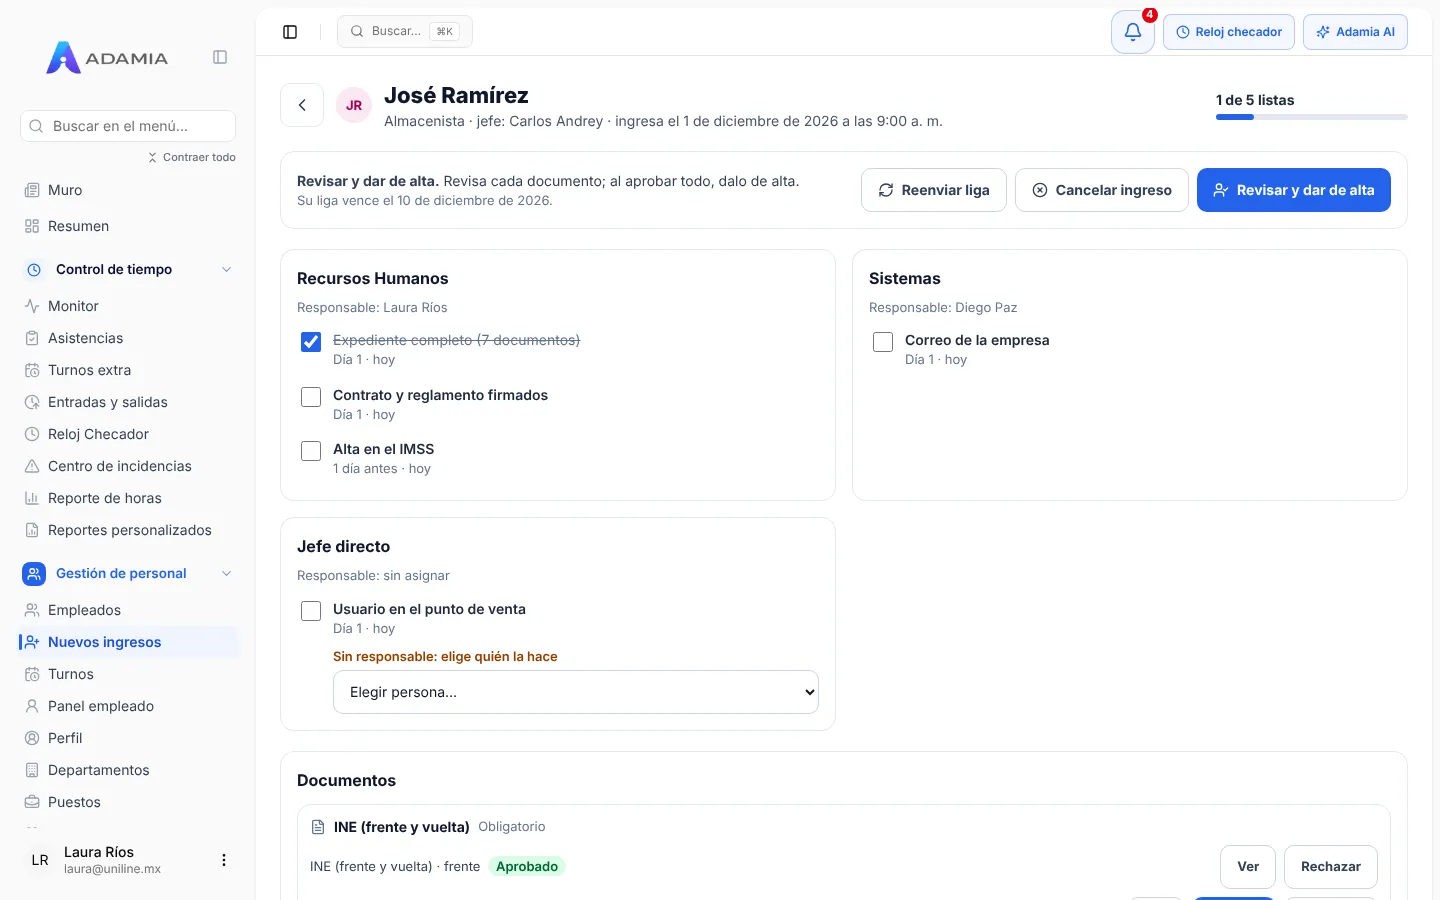 ADAMIA
Buscar en el menú...
Contraer todo
Muro
Resumen
Control de tiempo
Monitor
Asistencias
Turnos extra
Entradas y salidas
Reloj Checador
Centro de incidencias
Reporte de horas
Reportes personalizados
Gestión de personal
Empleados
Nuevos ingresos
Turnos
Panel empleado
Perfil
Departamentos
Puestos
LR
Laura Ríos
laura@uniline.mx
Buscar... ⌘K
4
Reloj checador
Adamia AI
JR
José Ramírez
Almacenista · jefe: Carlos Andrey · ingresa el 1 de diciembre de 2026 a las 9:00 a. m.
1 de 5 listas
Revisar y dar de alta. Revisa cada documento; al aprobar todo, dalo de alta.
Su liga vence el 10 de diciembre de 2026.
Reenviar liga
Cancelar ingreso
Revisar y dar de alta
Recursos Humanos
Responsable: Laura Ríos
Expediente completo (7 documentos)
Día 1 · hoy
Contrato y reglamento firmados
Día 1 · hoy
Alta en el IMSS
1 día antes · hoy
Sistemas
Responsable: Diego Paz
Correo de la empresa
Día 1 · hoy
Jefe directo
Responsable: sin asignar
Usuario en el punto de venta
Día 1 · hoy
Sin responsable: elige quién la hace
Elegir persona...
Documentos
INE (frente y vuelta) Obligatorio
INE (frente y vuelta) · frente Aprobado
Ver
Rechazar